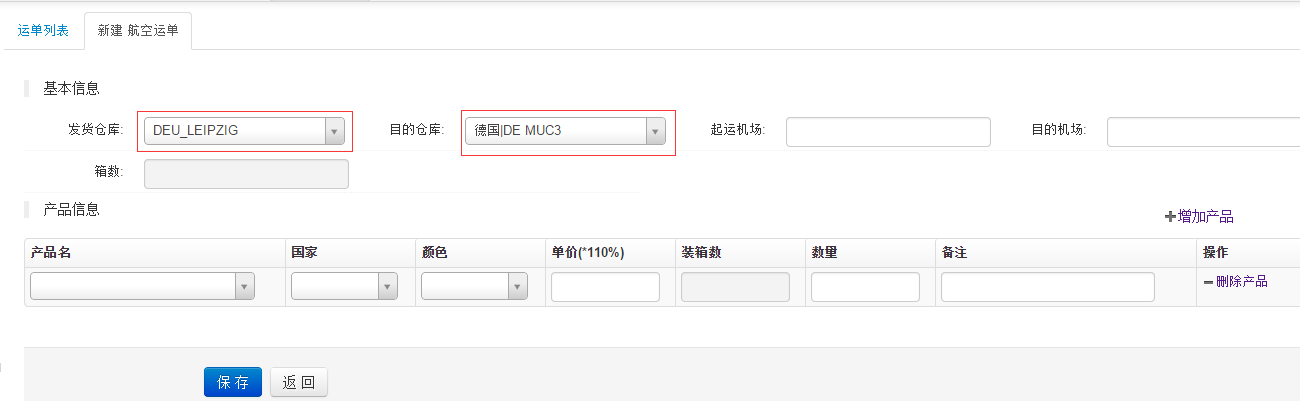 运单列表 新建 航空运单
基本信息
发货仓库: DEU_LEIPZIG 目的仓库: 德国|DE MUC3 起运机场: 目的机场:
箱数:
产品信息
增加产品
产品名 国家 颜色 单价(*110%) 装箱数 数量 备注 操作
删除产品
保存 返回